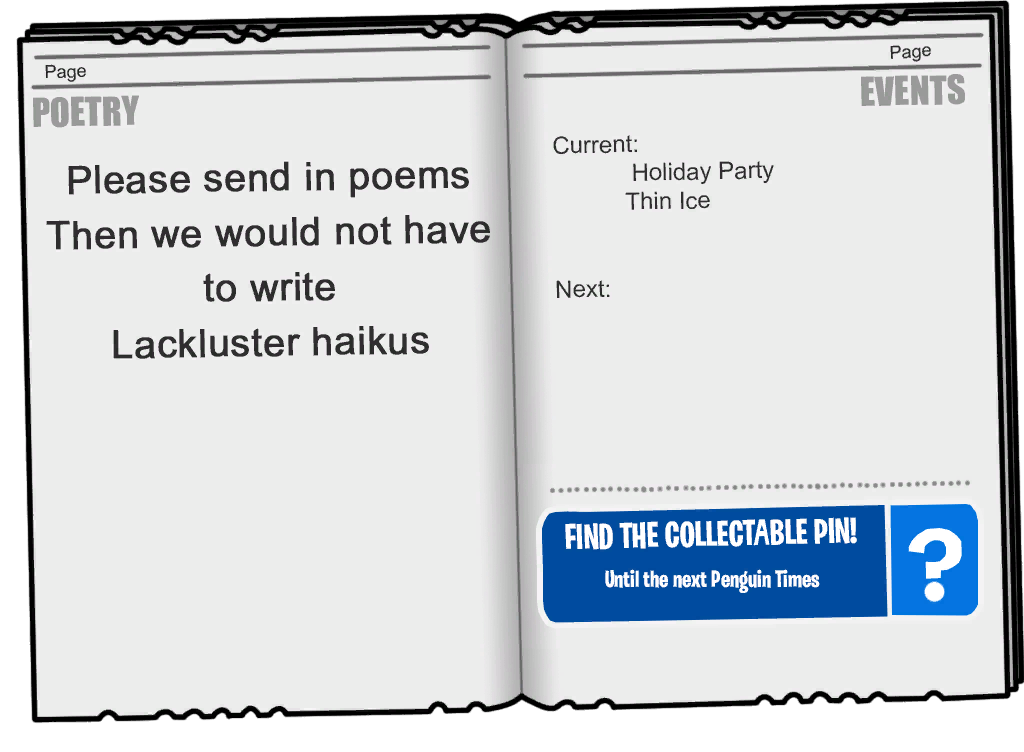 Page
POETRY
Please send in poems
Then we would not have
to write
Lackluster haikus
Page
EVENTS
Current:
Holiday Party
Thin Ice
Next:
FIND THE COLLECTABLE PIN!
Until the next Penguin Times
?